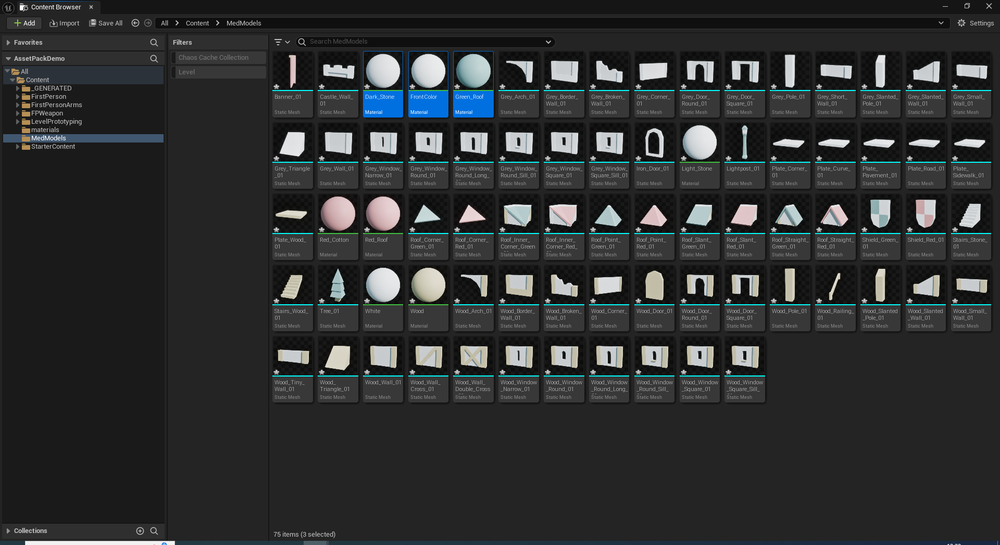 Content Browser
Add
Import
Save All
All
Content
MedModels
Settings
Favorites
AssetPackDemo
All
Content
_GENERATED
FirstPerson
FirstPersonArms
FPWeapon
LevelPrototyping
materials
MedModels
StarterContent
Collections
Filters
Chaos Cache Collection
Level
Search MedModels
Banner_01
Static Mesh
Castle_Wall_
01
Static Mesh
Dark_Stone
Material
FrontColor
Material
Green_Roof
Material
Grey_Arch_01
Static Mesh
Grey_Border_
Wall_01
Static Mesh
Grey_Broken_
Wall_01
Static Mesh
Grey_Corner_
01
Static Mesh
Grey_Door_
Round_01
Static Mesh
Grey_Door_
Square_01
Static Mesh
Grey_Pole_01
Static Mesh
Grey_Short_
Wall_01
Static Mesh
Grey_Slanted_
Pole_01
Static Mesh
Grey_Slanted_
Wall_01
Static Mesh
Grey_Small_
Wall_01
Static Mesh
Grey_Triangle
_01
Static Mesh
Grey_Wall_01
Static Mesh
Grey_Window_
Narrow_01
Static Mesh
Grey_Window_
Round_01
Static Mesh
Grey_Window_
Round_Long_
Static Mesh
Grey_Window_
Round_Sill_01
Static Mesh
Grey_Window_
Square_01
Static Mesh
Grey_Window_
Square_Sill_01
Static Mesh
Iron_Door_01
Static Mesh
Light_Stone
Material
Lightpost_01
Static Mesh
Plate_Corner_
01
Static Mesh
Plate_Curve_
01
Static Mesh
Plate_
Pavement_01
Static Mesh
Plate_Road_01
Static Mesh
Plate_
Sidewalk_01
Static Mesh
Plate_Wood_
01
Static Mesh
Red_Cotton
Material
Red_Roof
Material
Roof_Corner_
Green_01
Static Mesh
Roof_Corner_
Red_01
Static Mesh
Roof_Inner_
Corner_Green
Static Mesh
Roof_Inner_
Corner_Red_
Static Mesh
Roof_Point_
Green_01
Static Mesh
Roof_Point_
Red_01
Static Mesh
Roof_Slant_
Green_01
Static Mesh
Roof_Slant_
Red_01
Static Mesh
Roof_Straight_
Green_01
Static Mesh
Roof_Straight_
Red_01
Static Mesh
Shield_Green_
01
Static Mesh
Shield_Red_01
Static Mesh
Stairs_Stone_
01
Static Mesh
Stairs_Wood_
01
Static Mesh
Tree_01
Static Mesh
White
Material
Wood
Material
Wood_Arch_01
Static Mesh
Wood_Border_
Wall_01
Static Mesh
Wood_Broken_
Wall_01
Static Mesh
Wood_Corner_
01
Static Mesh
Wood_Door_01
Static Mesh
Wood_Door_
Round_01
Static Mesh
Wood_Door_
Square_01
Static Mesh
Wood_Pole_01
Static Mesh
Wood_Railing_
01
Static Mesh
Wood_Slanted
_Pole_01
Static Mesh
Wood_Slanted
_Wall_01
Static Mesh
Wood_Small_
Wall_01
Static Mesh
Wood_Tiny_
Wall_01
Static Mesh
Wood_
Triangle_01
Static Mesh
Wood_Wall_01
Static Mesh
Wood_Wall_
Cross_01
Static Mesh
Wood_Wall_
Double_Cross
Static Mesh
Wood_Window
_Narrow_01
Static Mesh
Wood_Window
_Round_01
Static Mesh
Wood_Window
_Round_Long_
Static Mesh
Wood_Window
_Round_Sill_
Static Mesh
Wood_Window
_Square_01
Static Mesh
Wood_Window
_Square_Sill_
Static Mesh
75 items (3 selected)